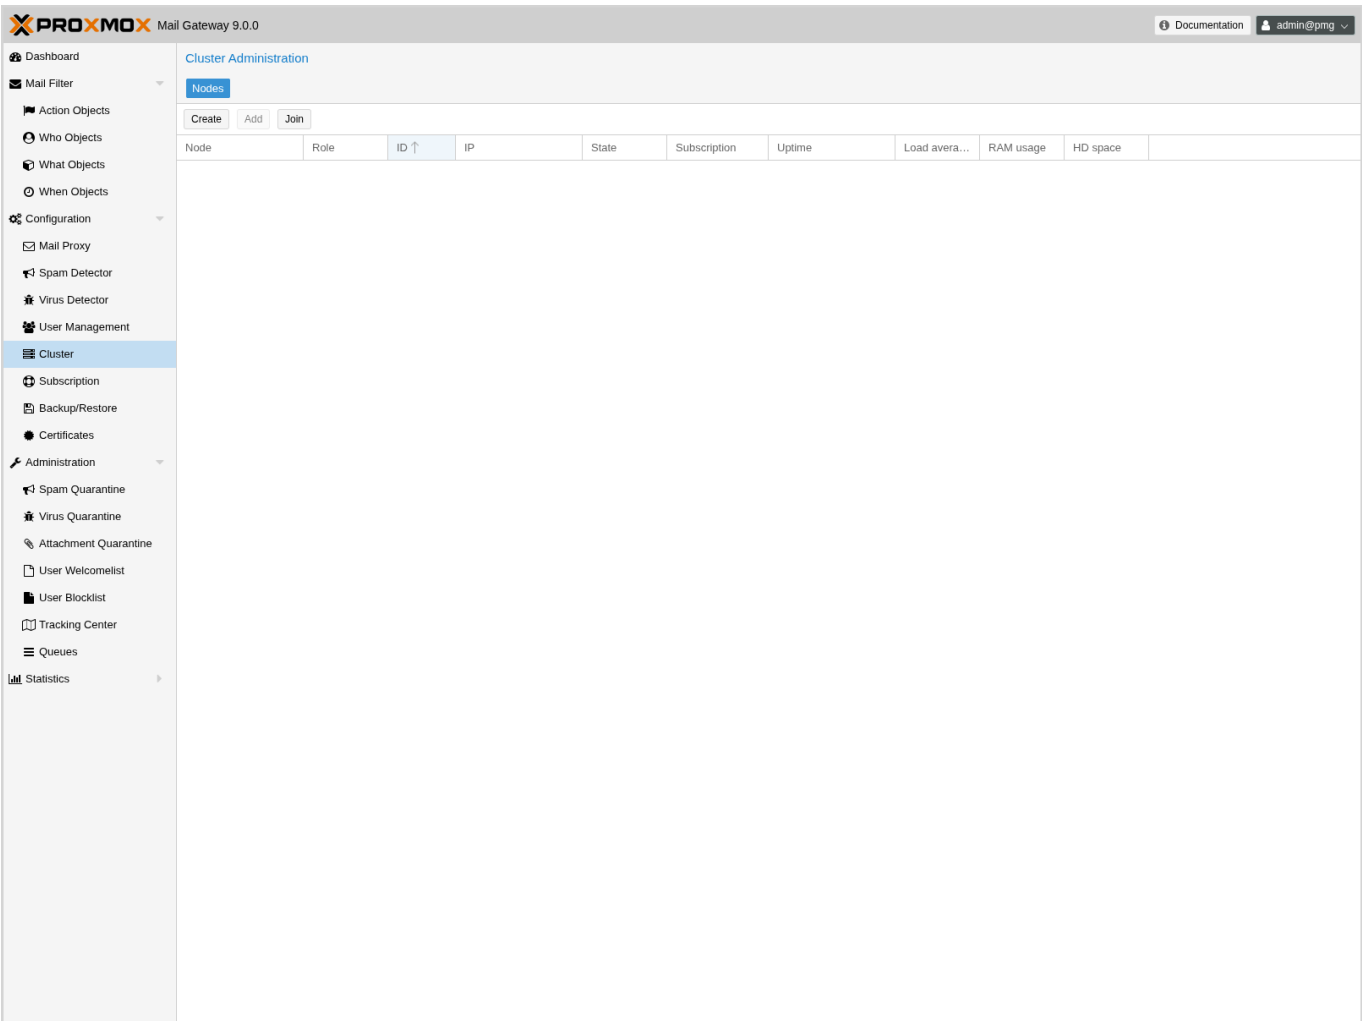 PROXMOX Mail Gateway 9.0.0
Documentation
admin@pmg
Dashboard
Mail Filter
Action Objects
Who Objects
What Objects
When Objects
Configuration
Mail Proxy
Spam Detector
Virus Detector
User Management
Cluster
Subscription
Backup/Restore
Certificates
Administration
Spam Quarantine
Virus Quarantine
Attachment Quarantine
User Welcomelist
User Blocklist
Tracking Center
Queues
Statistics
Cluster Administration
Nodes
Create Add Join
Node Role ID IP State Subscription Uptime Load avera... RAM usage HD space